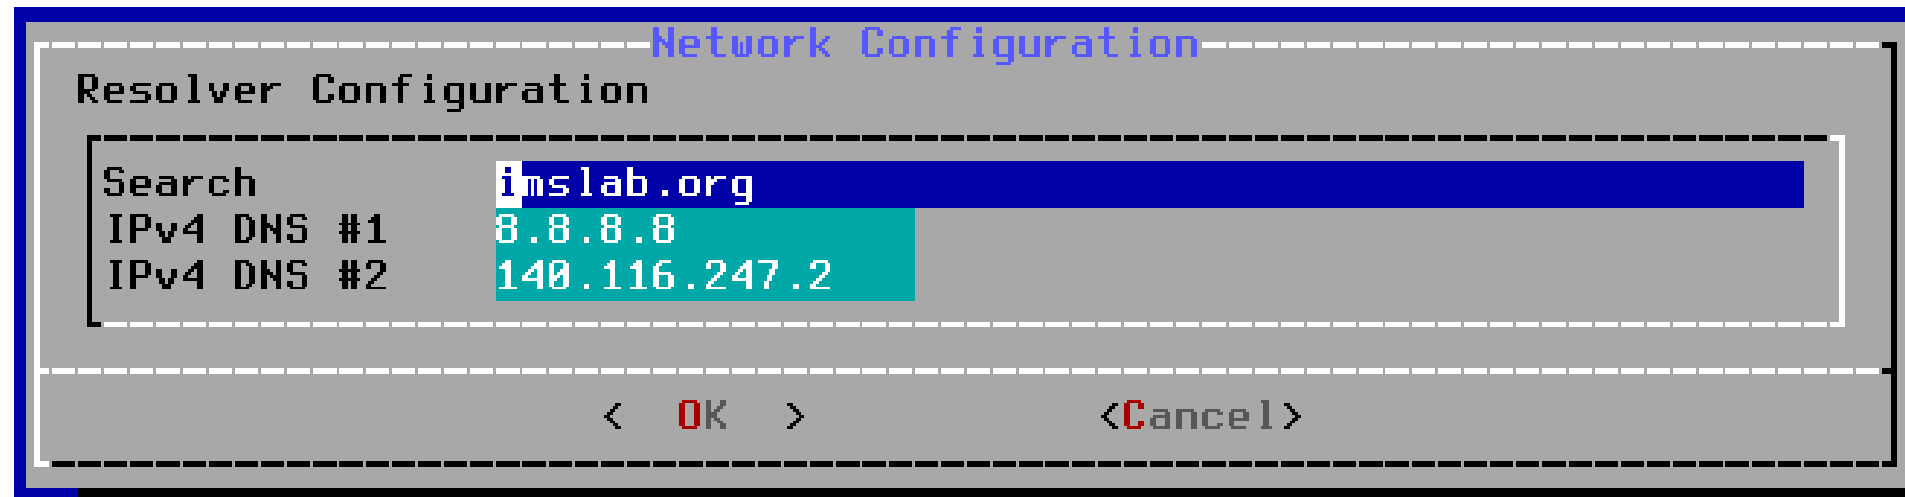 Network Configuration
Resolver Configuration
Search imslab.org
IPv4 DNS #1 8.8.8.8
IPv4 DNS #2 140.116.247.2
< OK > <Cancel>